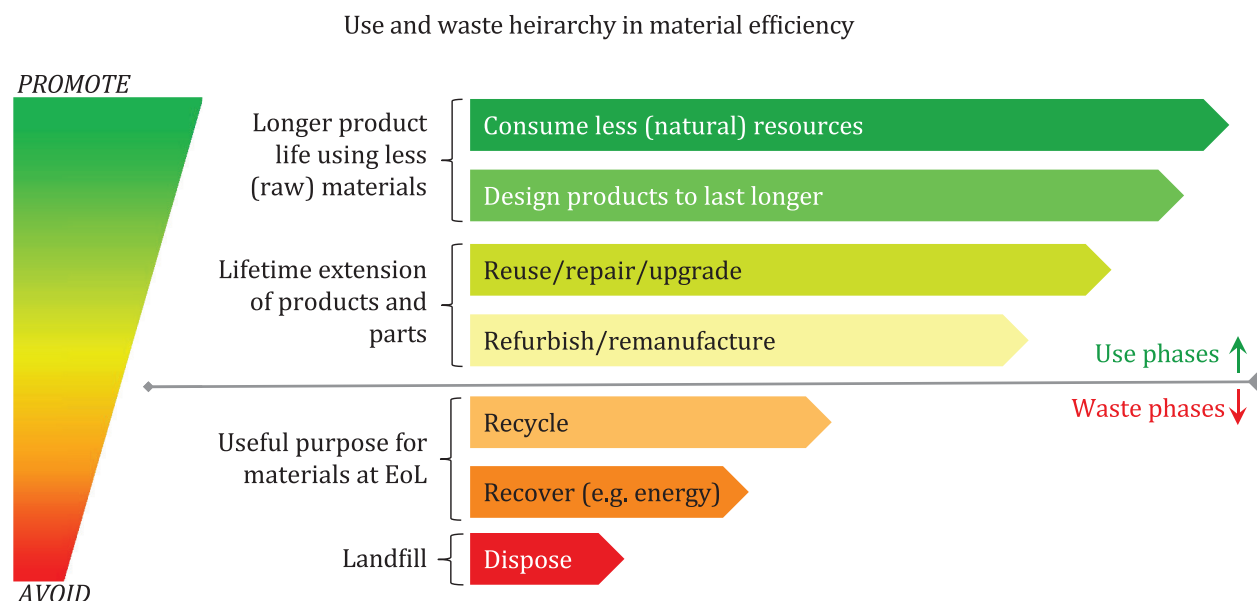 Use and waste heirarchy in material efficiency
PROMOTE
Longer product
life using less
(raw) materials
Consume less (natural) resources
Design products to last longer
Lifetime extension
of products and
parts
Reuse/repair/upgrade
Refurbish/remanufacture
Use phases
Waste phases
Useful purpose for
materials at EoL
Recycle
Recover (e.g. energy)
Landfill
Dispose
AVOID